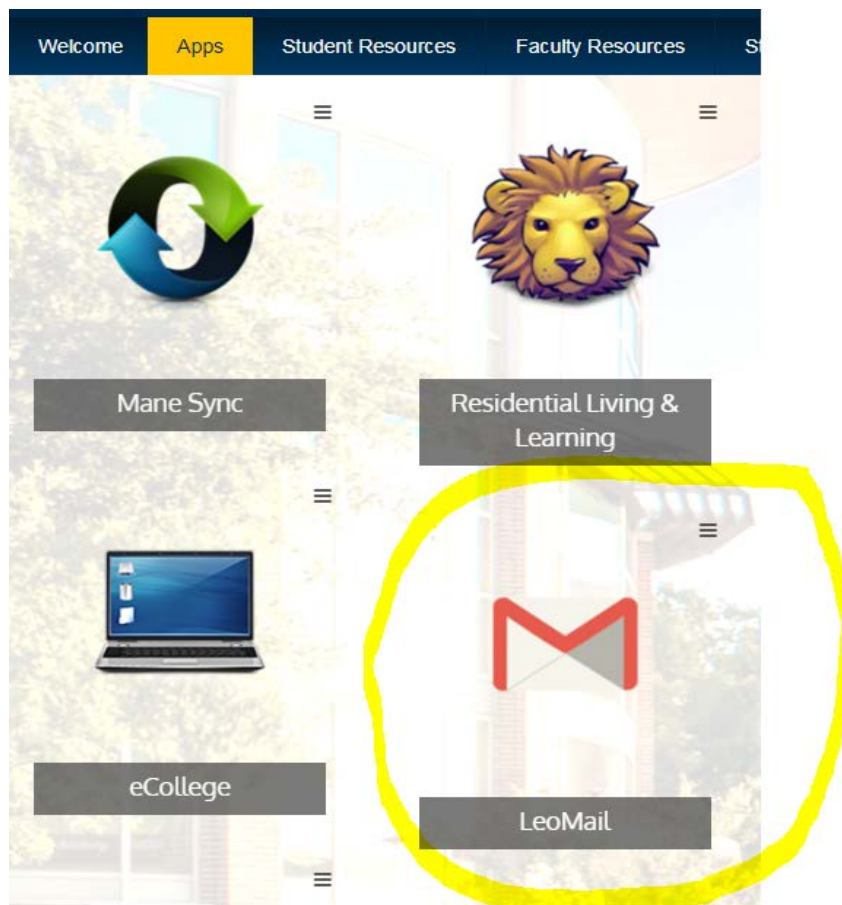 Welcome Apps Student Resources Faculty Resources
Mane Sync
Residential Living &
Learning
eCollege
LeoMail